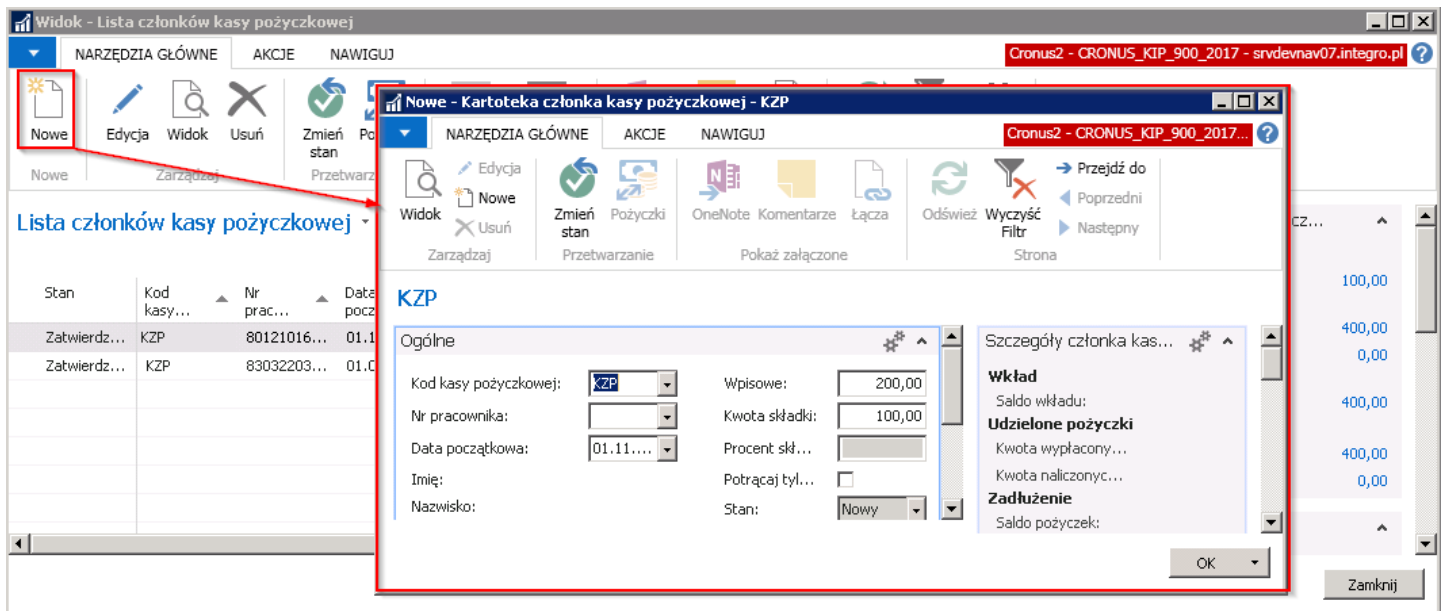 Widok - Lista członków kasy pożyczkowej
NARZĘDZIA GŁÓWNE AKCJE NAWIGUJ
Cronus2 - CRONUS_KIP_900_2017 - srvdevnav07.integro.pl
Nowe
Edycja Widok Usuń
Zmień stan
Nowe Zarządzaj
Lista członków kasy pożyczkowej
Stan
Kod kasy...
Nr prac...
Data
Zatwierdz... KZP 80121016...
Zatwierdz... KZP 83032203...
Nowe - Kartoteka członka kasy pożyczkowej - KZP
NARZĘDZIA GŁÓWNE AKCJE NAWIGUJ
Cronus2 - CRONUS_KIP_900_2017...
Widok
Edycja
Nowe
Usuń
Zmień stan
Pożyczki
OneNote Komentarze Łącza
Odśwież
Wyczyść Filtr
Przejdź do
Poprzedni
Następny
Zarządzaj Przetwarzanie Pokaż załączone Strona
KZP
Ogólne
Kod kasy pożyczkowej: KZP
Wpisowe: 200,00
Nr pracownika:
Kwota składki: 100,00
Data początkowa: 01.11....
Procent skł...
Imię:
Potrącaj tyl...
Nazwisko:
Stan: Nowy
Szczegóły członka kas...
Wkład
Saldo wkładu:
Udzielone pożyczki
Kwota wypłacony...
Kwota naliczonyc...
Zadłużenie
Saldo pożyczek:
OK
100,00
400,00
0,00
400,00
400,00
0,00
Zamknij